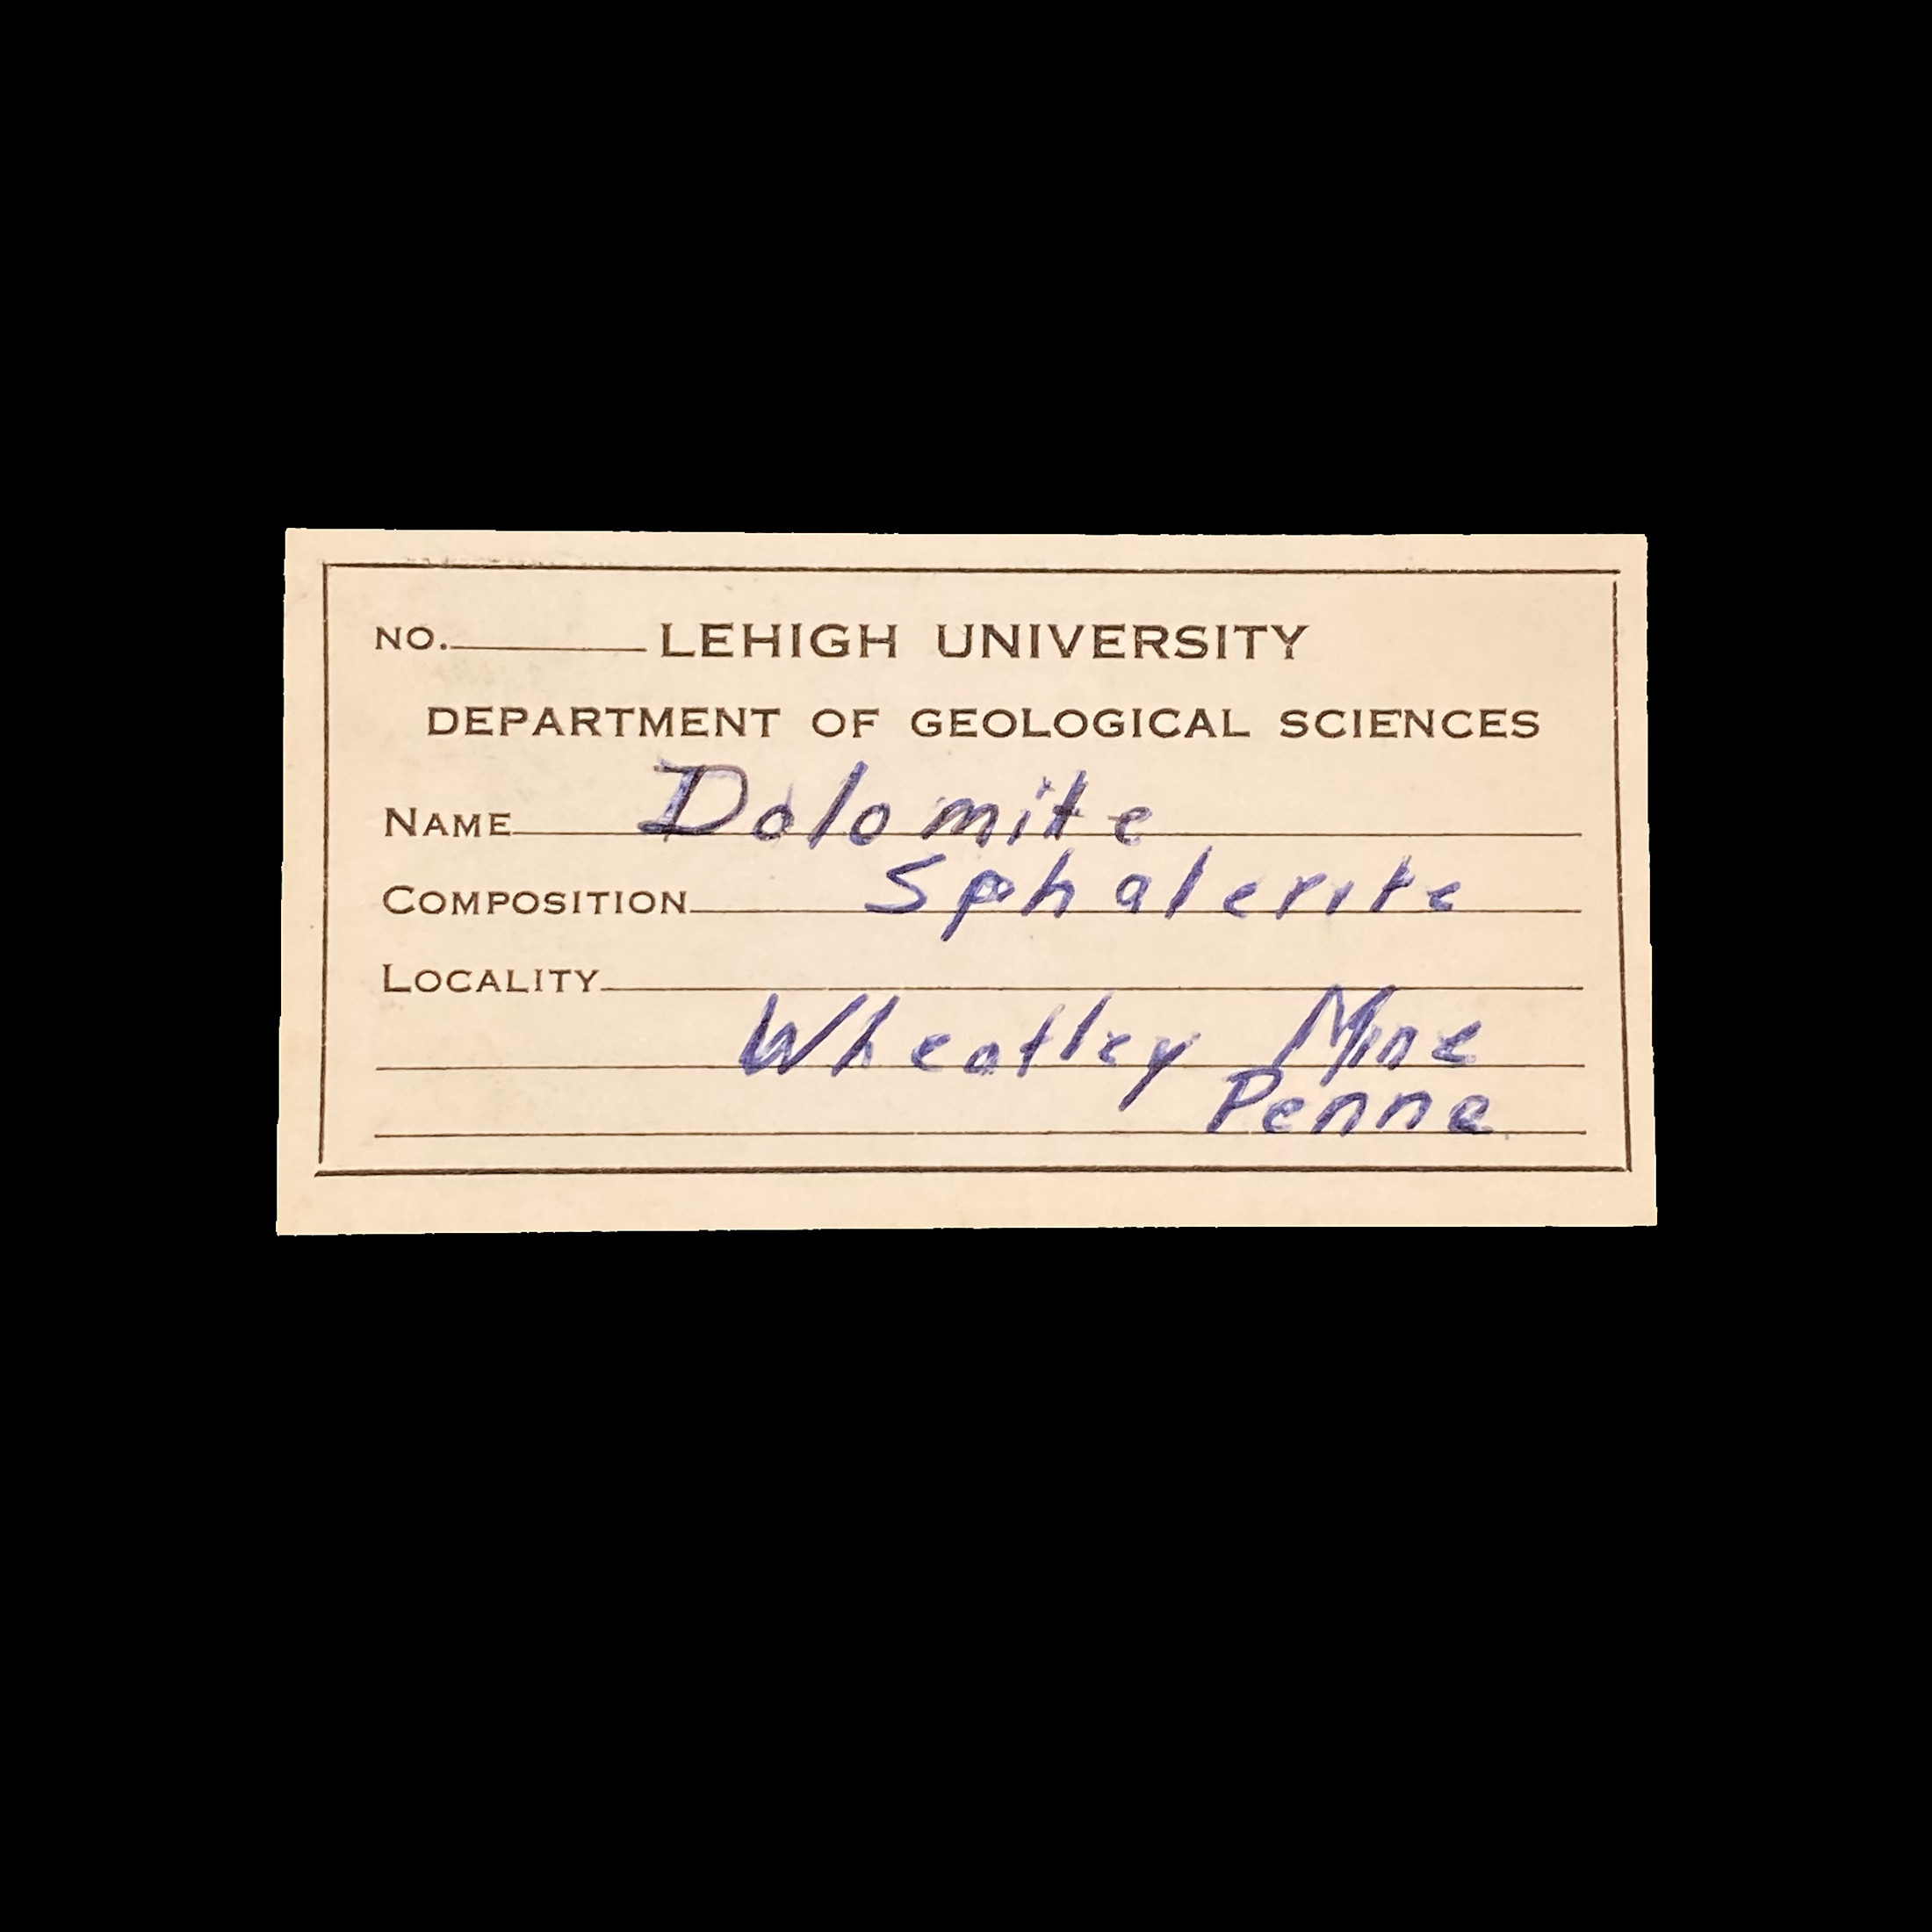 NO. LEHIGH UNIVERSITY
DEPARTMENT OF GEOLOGICAL SCIENCES
NAME Dolomite
COMPOSITION Sphalerite
LOCALITY
Wheatley Mine
Penna